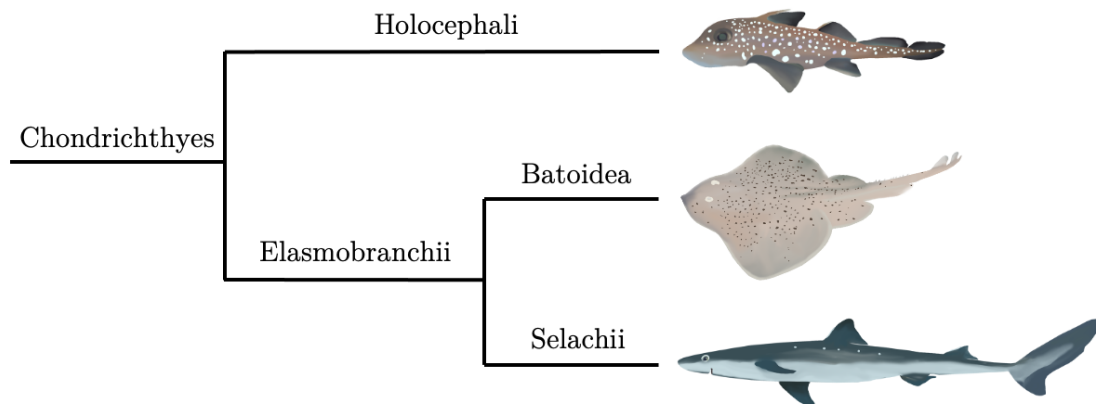 Holocephali
Chondrichthyes
Batoidea
Elasmobranchii
Selachii